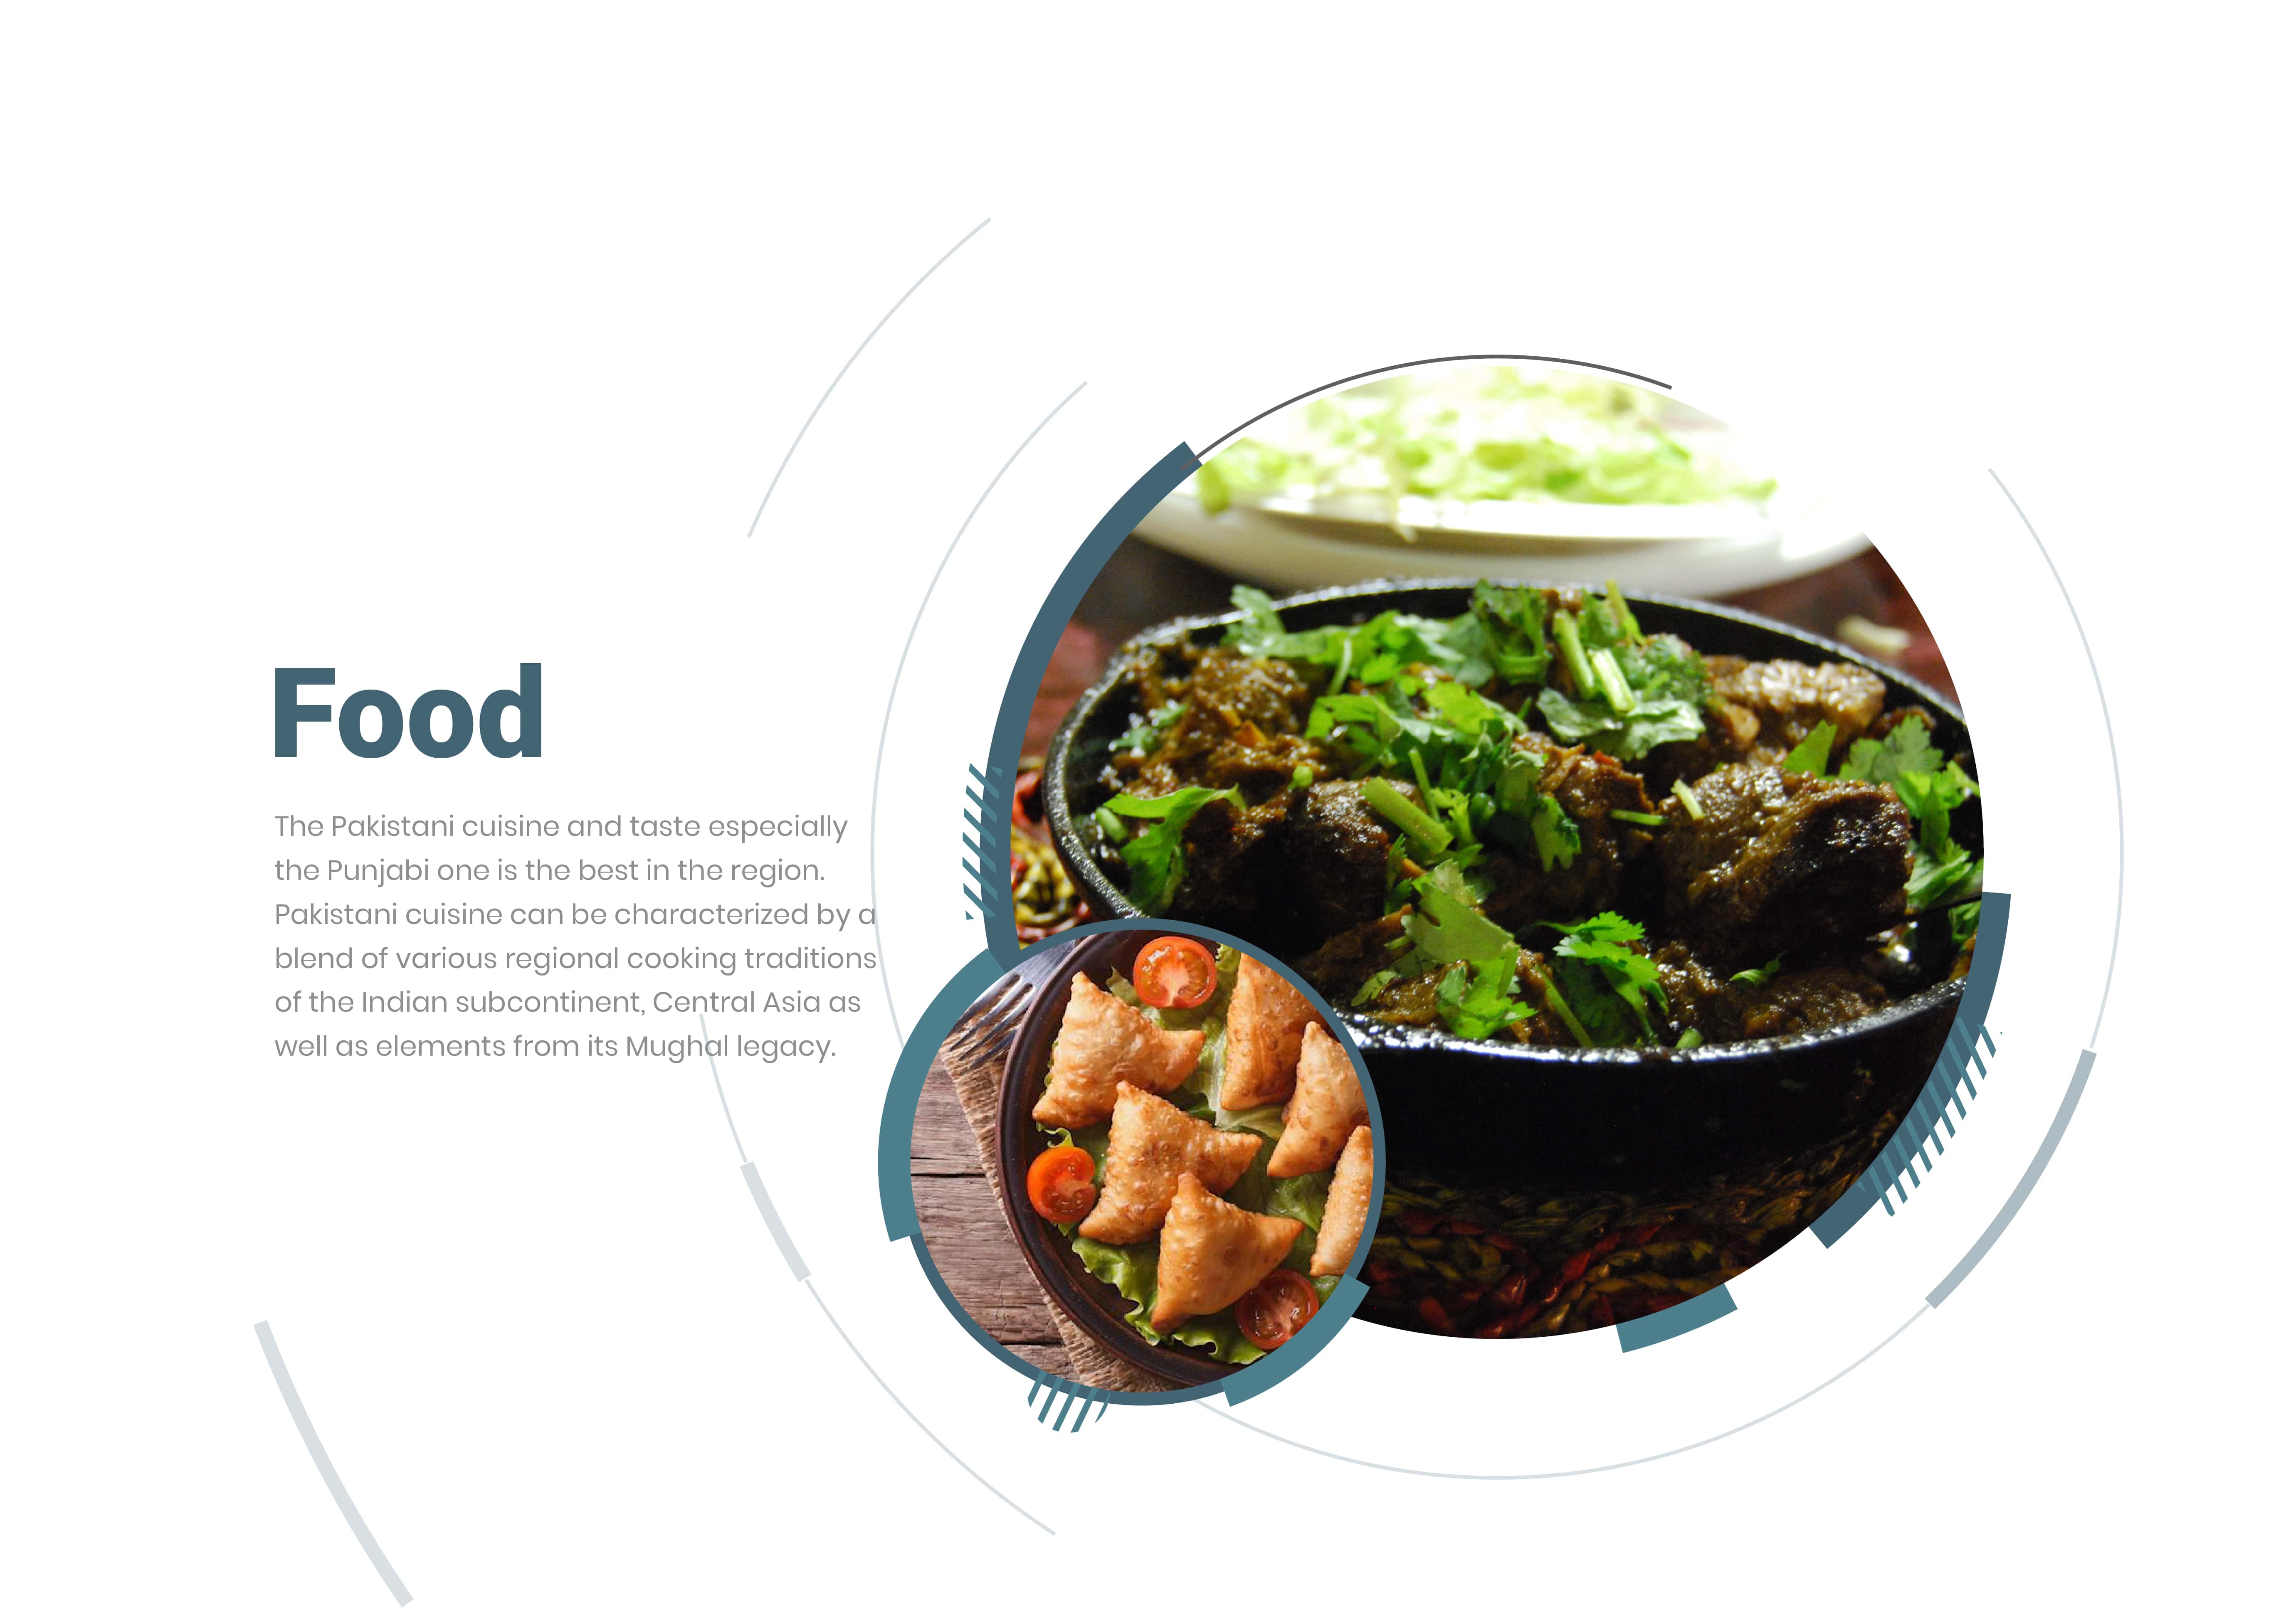 Food
The Pakistani cuisine and taste especially
the Punjabi one is the best in the region.
Pakistani cuisine can be characterized by a
blend of various regional cooking traditions
of the Indian subcontinent, Central Asia as
well as elements from its Mughal legacy.